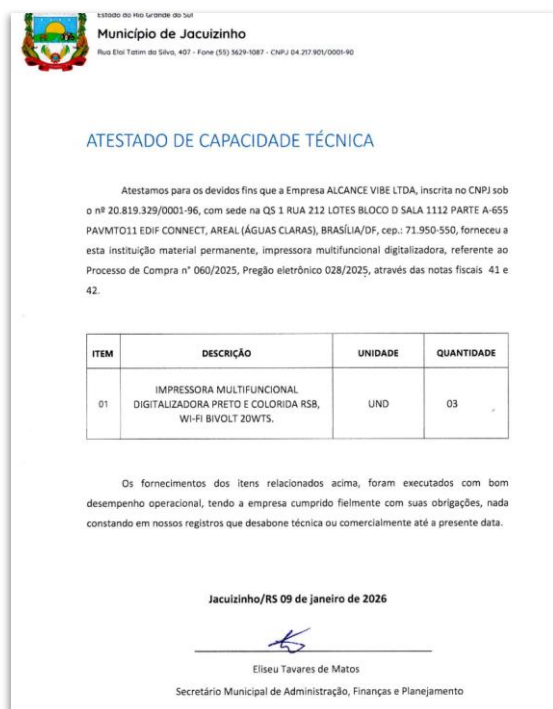 Estado do Rio Grande do Sul
Município de Jacuizinho
Rua Eloi Tatim da Silva, 407 - Fone (55) 3629-1087 - CNPJ 04.217.901/0001-90
ATESTADO DE CAPACIDADE TÉCNICA
Atestamos para os devidos fins que a Empresa ALCANCE VIBE LTDA, inscrita no CNPJ sob
o nº 20.819.329/0001-96, com sede na QS 1 RUA 212 LOTES BLOCO D SALA 1112 PARTE A-655
PAVMTO11 EDIF CONNECT, AREAL (ÁGUAS CLARAS), BRASÍLIA/DF, cep.: 71.950-550, forneceu a
esta instituição material permanente, impressora multifuncional digitalizadora, referente ao
Processo de Compra n° 060/2025, Pregão eletrônico 028/2025, através das notas fiscais 41 e
42.
ITEM DESCRIÇÃO UNIDADE QUANTIDADE
01 IMPRESSORA MULTIFUNCIONAL
DIGITALIZADORA PRETO E COLORIDA RSB,
WI-FI BIVOLT 20WTS. UND 03
Os fornecimentos dos itens relacionados acima, foram executados com bom
desempenho operacional, tendo a empresa cumprido fielmente com suas obrigações, nada
constando em nossos registros que desabone técnica ou comercialmente até a presente data.
Jacuizinho/RS 09 de janeiro de 2026
Eliseu Tavares de Matos
Secretário Municipal de Administração, Finanças e Planejamento